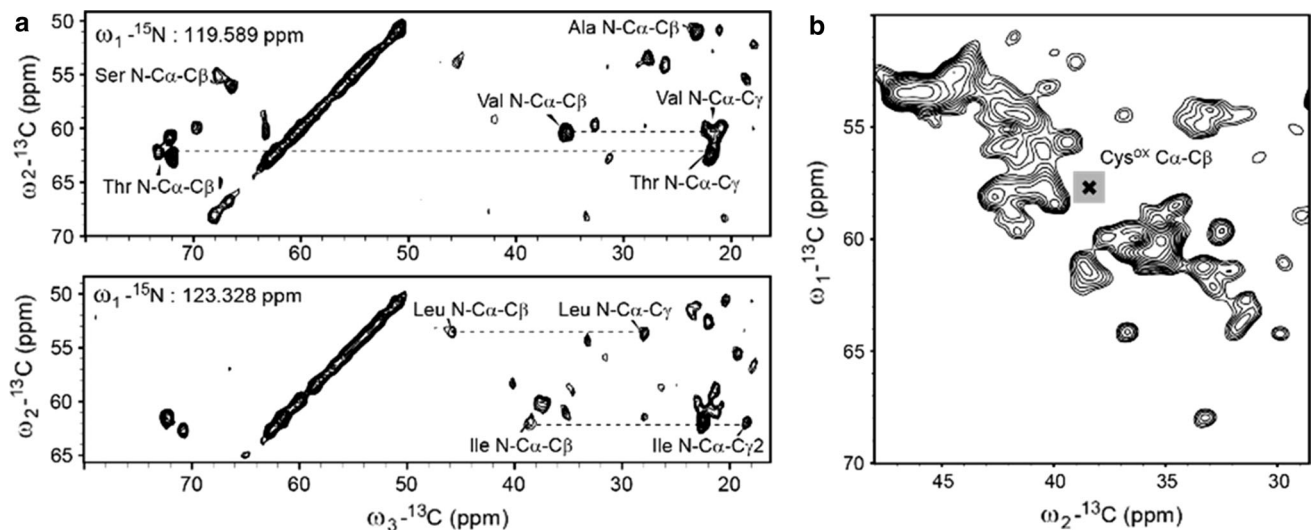 a
ω1-15N : 119.589 ppm
Ala N-Cα-Cβ
Ser N-Cα-Cβ
Val N-Cα-Cβ
Val N-Cα-Cγ
Thr N-Cα-Cβ
Thr N-Cα-Cγ
50
55
60
65
70
ω2-13C (ppm)
70
60
50
40
30
20
ω1-15N : 123.328 ppm
Leu N-Cα-Cβ
Leu N-Cα-Cγ
Ile N-Cα-Cβ
Ile N-Cα-Cγ2
50
55
60
65
ω2-13C (ppm)
70
60
50
40
30
20
ω3-13C (ppm)
b
Cysox Cα-Cβ
55
60
65
70
ω1-13C (ppm)
45
40
35
30
ω2-13C (ppm)